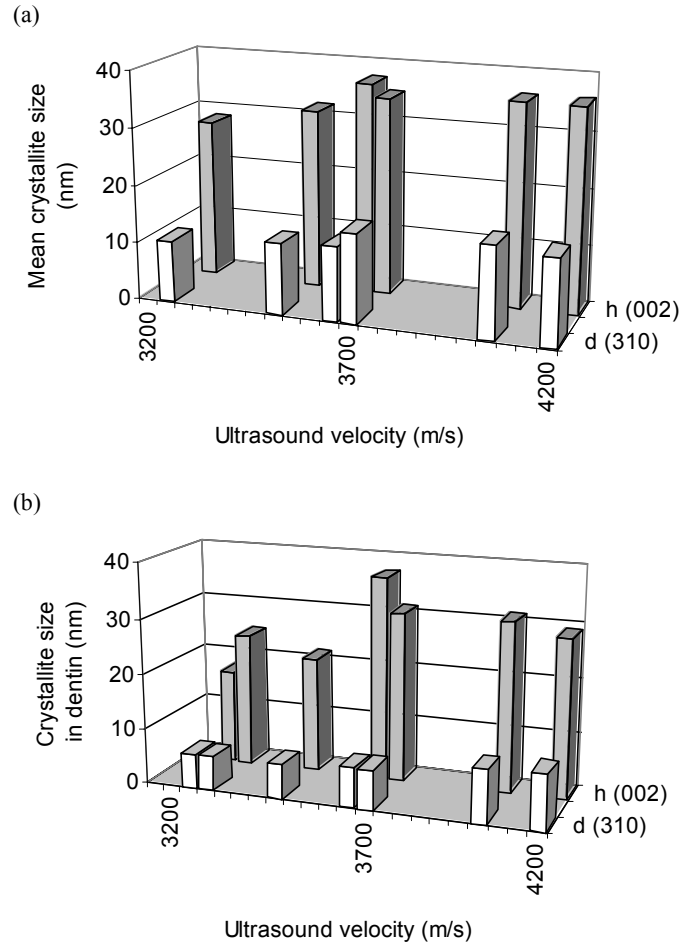 (a)
Mean crystallite size
(nm)
40
30
20
10
0
3200
3700
4200
h (002)
d (310)
Ultrasound velocity (m/s)
(b)
Crystallite size
in dentin (nm)
40
30
20
10
0
3200
3700
4200
h (002)
d (310)
Ultrasound velocity (m/s)